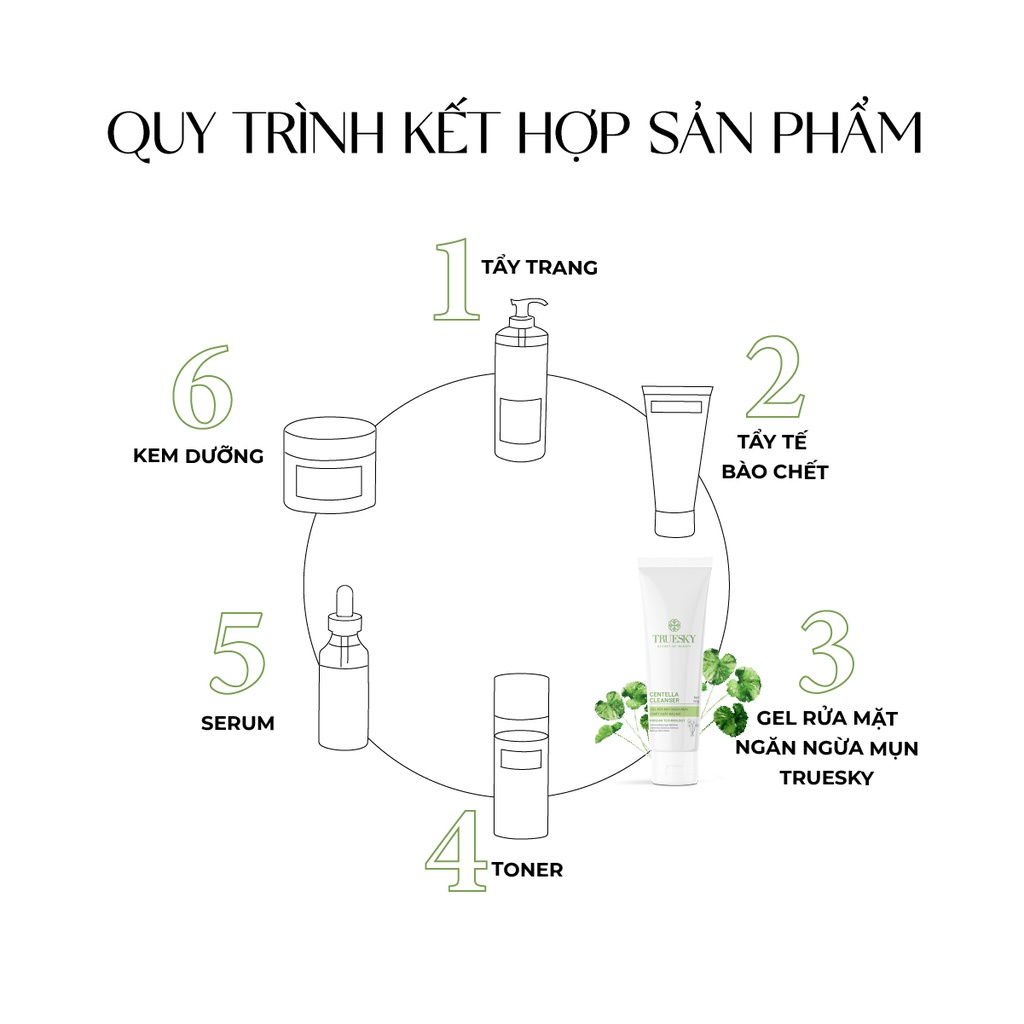 QUY TRÌNH KẾT HỢP SẢN PHẨM
1
TẨY TRANG
2
TẨY TẾ
BÀO CHẾT
3
GEL RỬA MẶT
NGĂN NGỪA MỤN
TRUESKY
4
TONER
5
SERUM
6
KEM DƯỠNG
TRUESKY
CENTELLA
CLEANSER